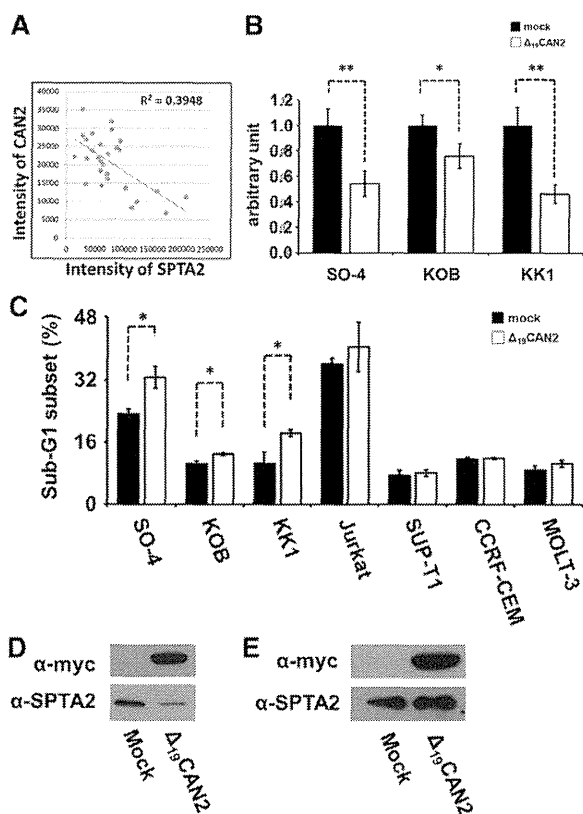 A
R² = 0.3948
Intensity of CAN2
40000
35000
30000
25000
20000
15000
10000
5000
0
0
50000
100000
150000
200000
250000
Intensity of SPTA2
B
mock
Δ₁₉CAN2
**
*
**
arbitrary unit
1.2
1.0
0.8
0.6
0.4
0.2
0.0
SO-4
KOB
KK1
C
mock
Δ₁₉CAN2
Sub-G1 subset (%)
48
32
16
0
*
*
*
SO-4
KOB
KK1
Jurkat
SUP-T1
CCRF-CEM
MOLT-3
D
α-myc
α-SPTA2
Mock
Δ₁₉CAN2
E
α-myc
α-SPTA2
Mock
Δ₁₉CAN2